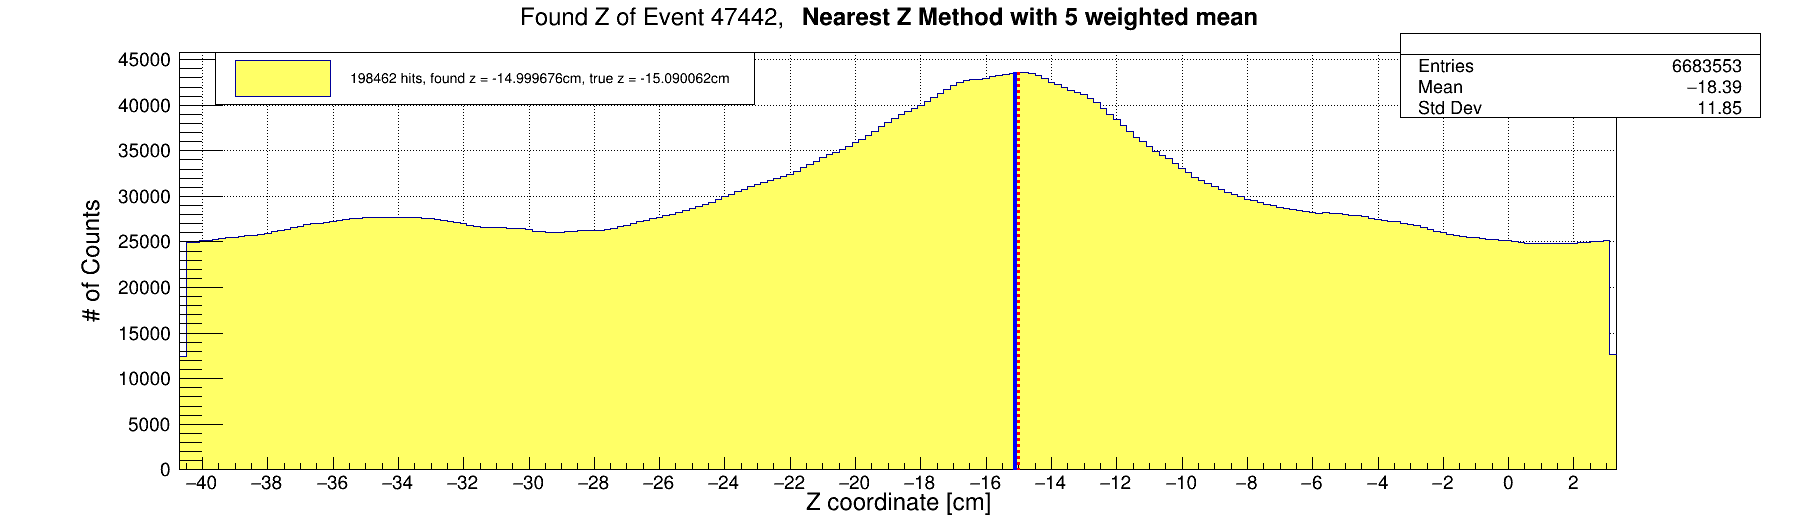 Found Z of Event 47442, Nearest Z Method with 5 weighted mean
198462 hits, found z = -14.999676cm, true z = -15.090062cm
Entries 6683553
Mean −18.39
Std Dev 11.85
# of Counts
45000
40000
35000
30000
25000
20000
15000
10000
5000
0
−40 −38 −36 −34 −32 −30 −28 −26 −24 −22 −20 −18 −16 −14 −12 −10 −8 −6 −4 −2 0 2
Z coordinate [cm]